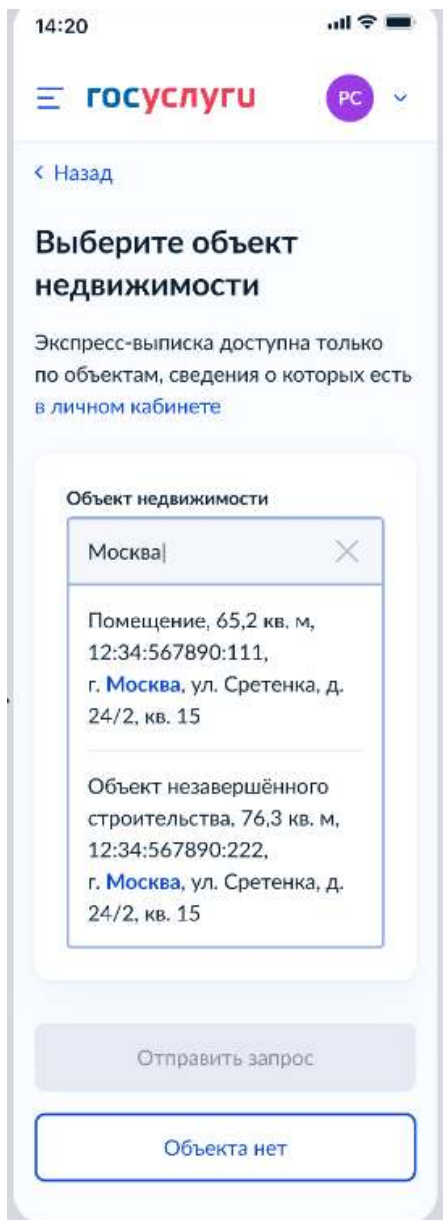 14:20
госуслуги
РС
Назад
Выберите объект
недвижимости
Экспресс-выписка доступна только
по объектам, сведения о которых есть
в личном кабинете
Объект недвижимости
Москва
Помещение, 65,2 кв. м,
12:34:567890:111,
г. Москва, ул. Сретенка, д.
24/2, кв. 15
Объект незавершённого
строительства, 76,3 кв. м,
12:34:567890:222,
г. Москва, ул. Сретенка, д.
24/2, кв. 15
Отправить запрос
Объекта нет